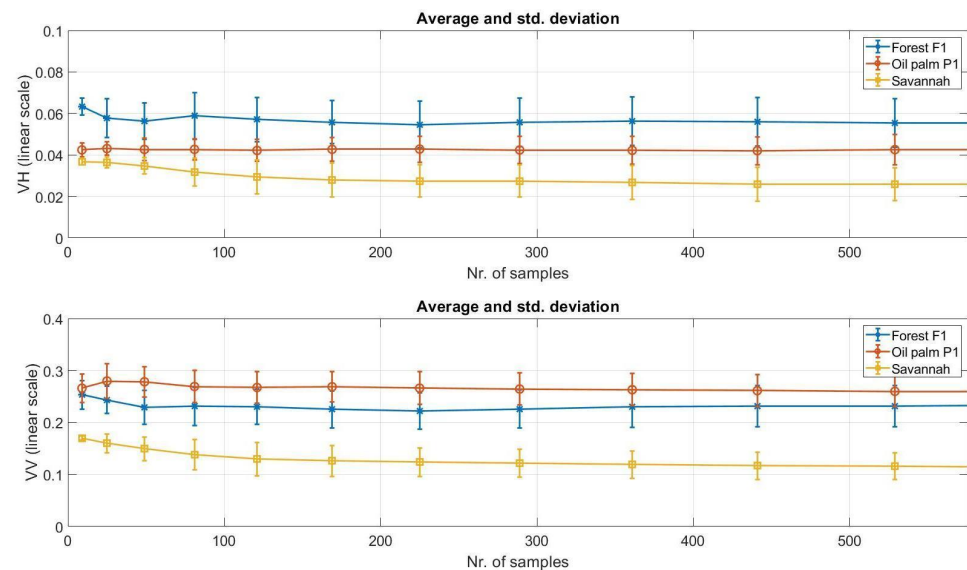 Average and std. deviation
0.1
0.08
0.06
0.04
0.02
0
VH (linear scale)
Forest F1
Oil palm P1
Savannah
0 100 200 300 400 500
Nr. of samples
Average and std. deviation
0.4
0.3
0.2
0.1
0
VV (linear scale)
Forest F1
Oil palm P1
Savannah
0 100 200 300 400 500
Nr. of samples